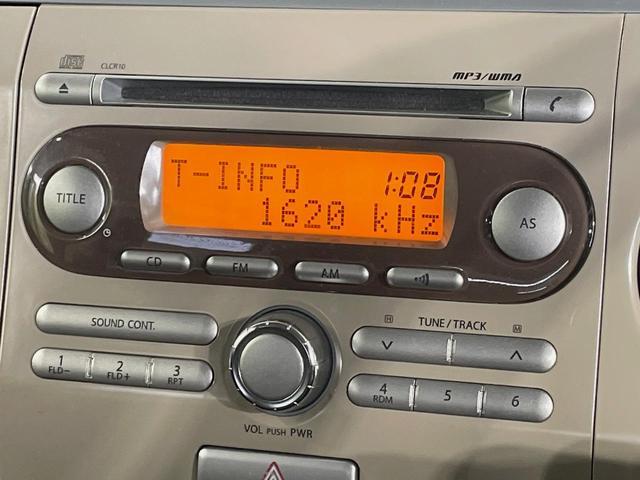 disc CLCR10 MP3/WMA
TITLE
T-INFO 1:08
1620 kHz
AS
CD FM AM
SOUND CONT.
TUNE/TRACK
H M
1 FLD- 2 FLD+ 3 RPT
4 RDM 5 6
VOL PUSH PWR